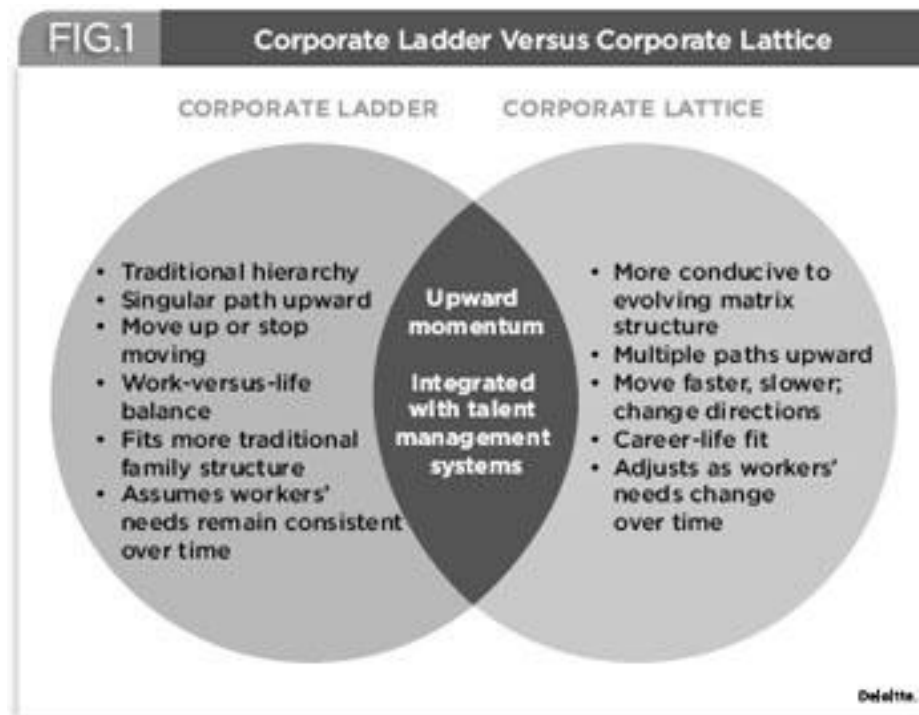 FIG.1
Corporate Ladder Versus Corporate Lattice
CORPORATE LADDER
CORPORATE LATTICE
• Traditional hierarchy
• Singular path upward
• Move up or stop
moving
• Work-versus-life
balance
• Fits more traditional
family structure
• Assumes workers'
needs remain consistent
over time
Upward
momentum
Integrated
with talent
management
systems
• More conducive to
evolving matrix
structure
• Multiple paths upward
• Move faster, slower;
change directions
• Career-life fit
• Adjusts as workers'
needs change
over time
Deloitte.